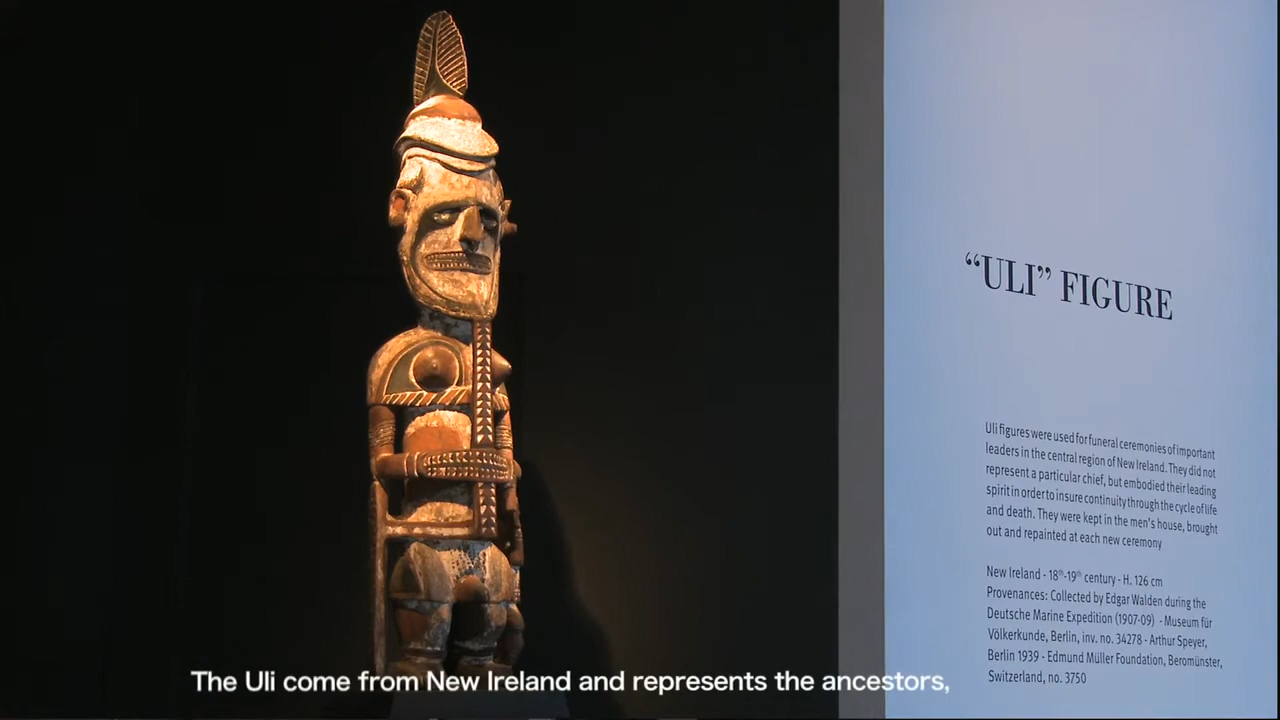 “ULI” FIGURE
Uli figures were used for funeral ceremonies of important
leaders in the central region of New Ireland. They did not
represent a particular chief, but embodied their leading
spirit in order to insure continuity through the cycle of life
and death. They were kept in the men's house, brought
out and repainted at each new ceremony
New Ireland - 18th-19th century - H. 126 cm
Provenances: Collected by Edgar Walden during the
Deutsche Marine Expedition (1907-09) - Museum für
Völkerkunde, Berlin, inv. no. 34278 - Arthur Speyer,
Berlin 1939 - Edmund Müller Foundation, Beromünster,
Switzerland, no. 3750
The Uli come from New Ireland and represents the ancestors,